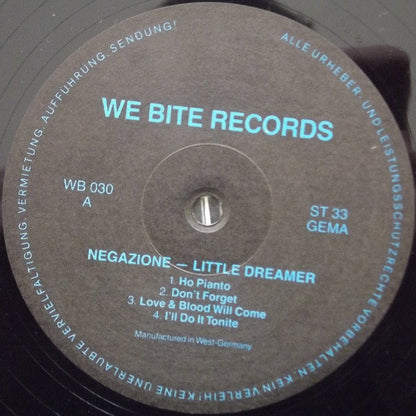 ALLE URHEBER- UND LEISTUNGSSCHUTZRECHTE VORBEHALTEN. KEIN VERLEIH! KEINE UNERLAUBTE VERVIELFÄLTIGUNG, VERMIETUNG, AUFFÜHRUNG, SENDUNG!
WE BITE RECORDS
WB 030
A
ST 33
GEMA
NEGAZIONE — LITTLE DREAMER
1. Ho Pianto
2. Don't Forget
3. Love & Blood Will Come
4. I'll Do It Tonite
Manufactured in West-Germany